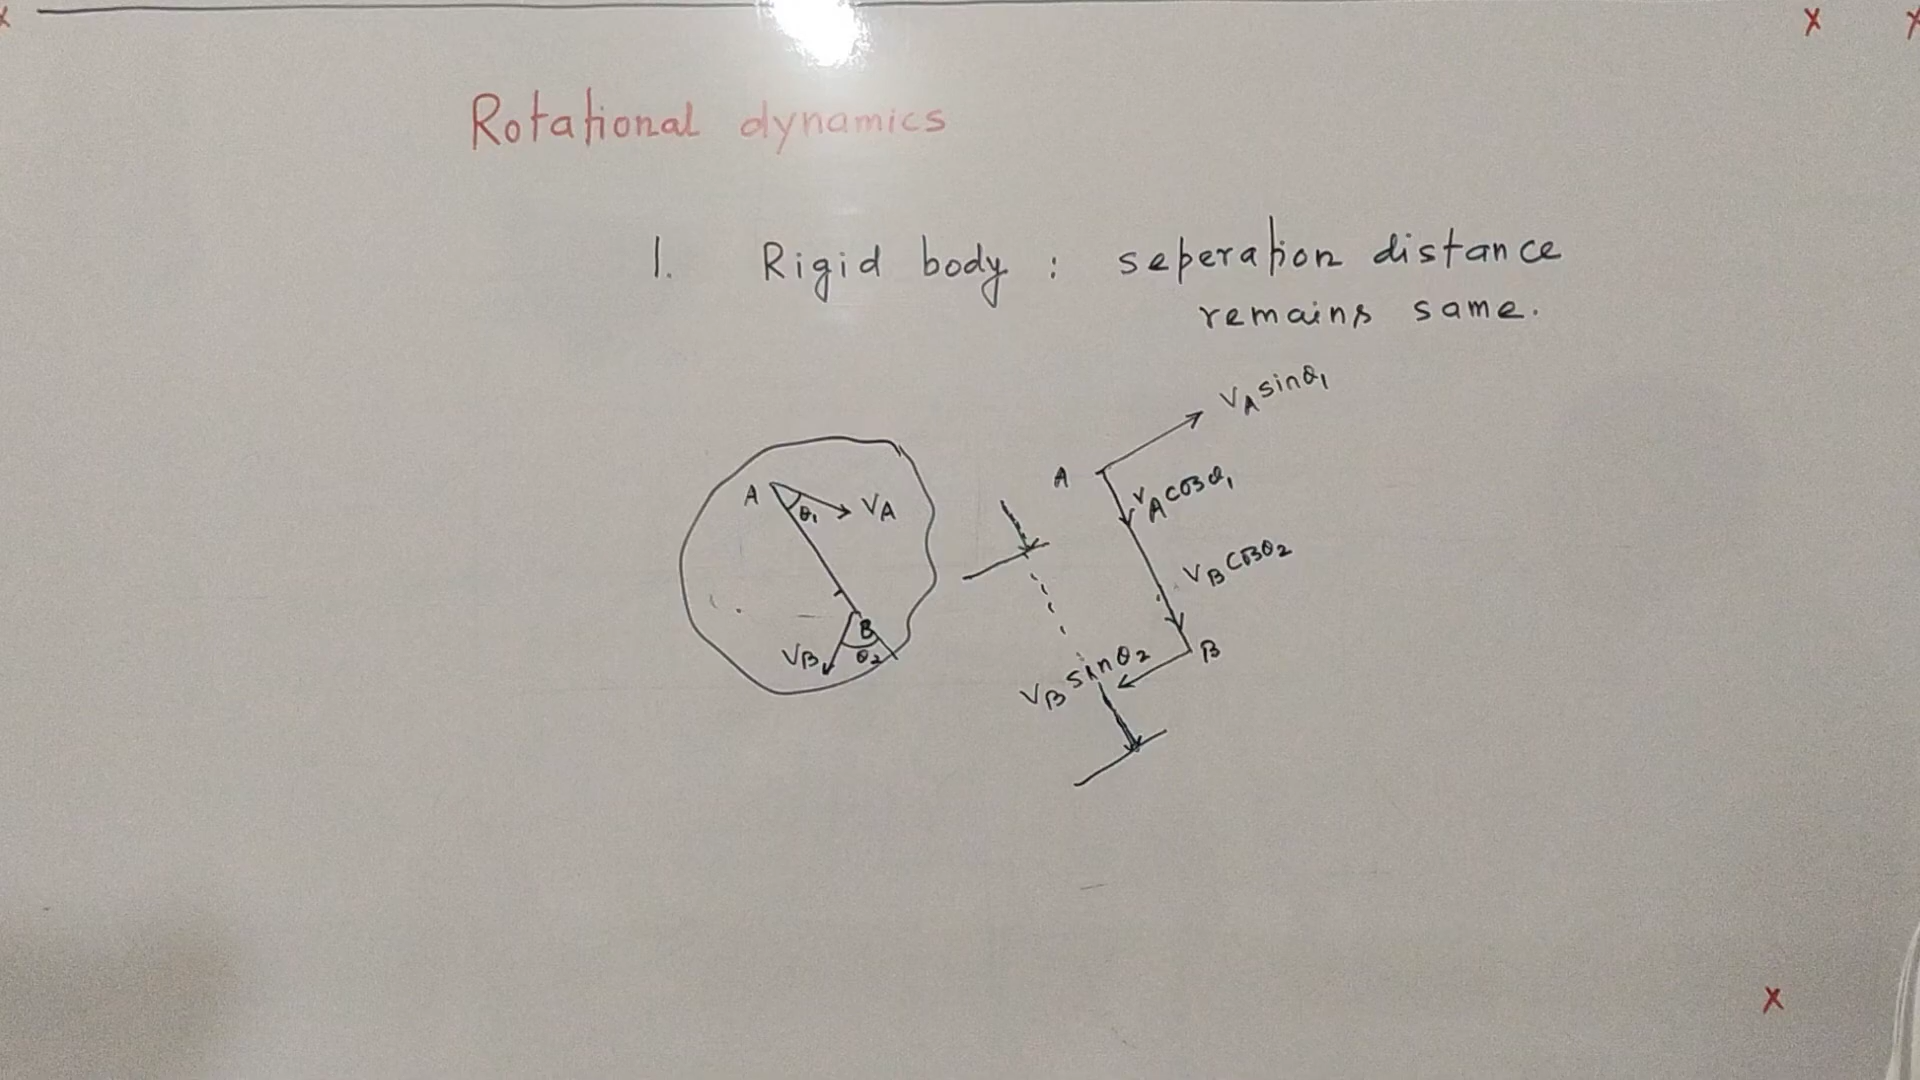 Rotational dynamics
1. Rigid body : seperation distance
remains same.
A θ1 VA
B
VB θ2
VA sinθ1
A
VA cosθ1
VB cosθ2
VB sinθ2
B